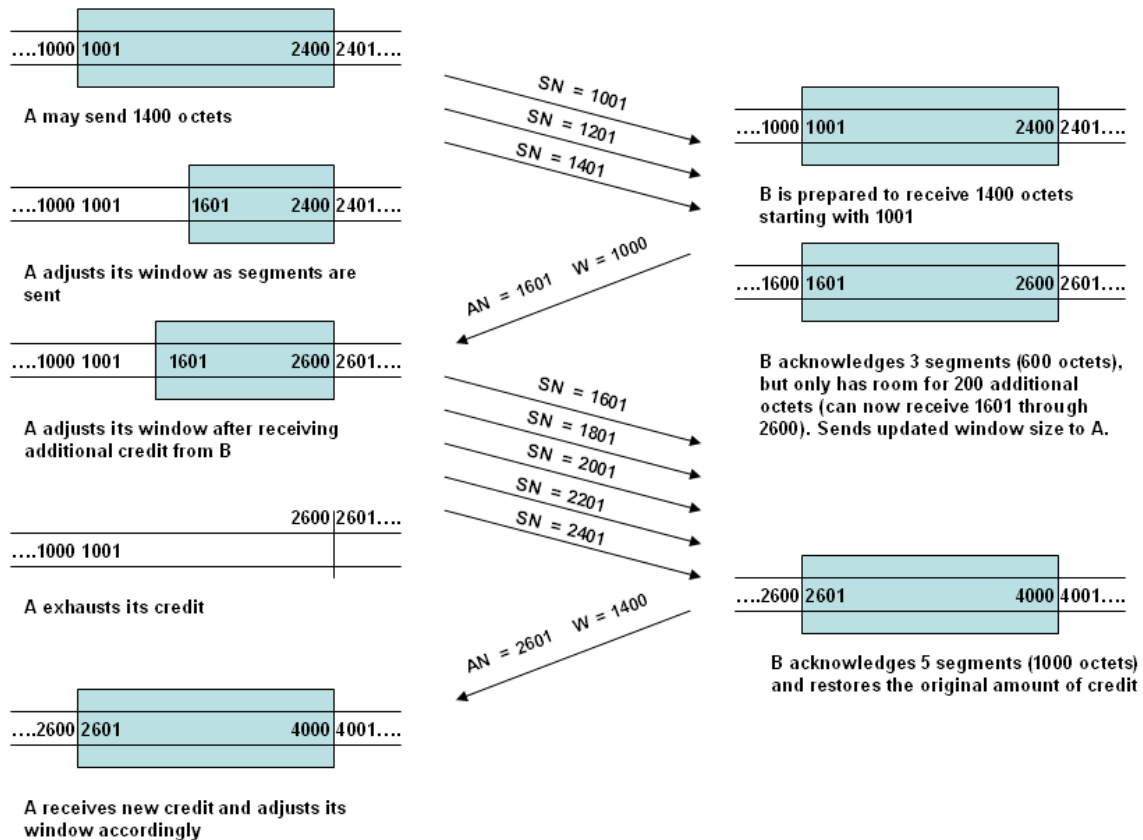 ....1000 1001 2400 2401....
A may send 1400 octets
SN = 1001
SN = 1201
SN = 1401
....1000 1001 2400 2401....
B is prepared to receive 1400 octets
starting with 1001
....1000 1001 1601 2400 2401....
A adjusts its window as segments are
sent
AN = 1601 W = 1000
....1600 1601 2600 2601....
B acknowledges 3 segments (600 octets),
but only has room for 200 additional
octets (can now receive 1601 through
2600). Sends updated window size to A.
....1000 1001 1601 2600 2601....
A adjusts its window after receiving
additional credit from B
SN = 1601
SN = 1801
SN = 2001
SN = 2201
SN = 2401
2600 2601....
....1000 1001
A exhausts its credit
....2600 2601 4000 4001....
B acknowledges 5 segments (1000 octets)
and restores the original amount of credit
AN = 2601 W = 1400
....2600 2601 4000 4001....
A receives new credit and adjusts its
window accordingly